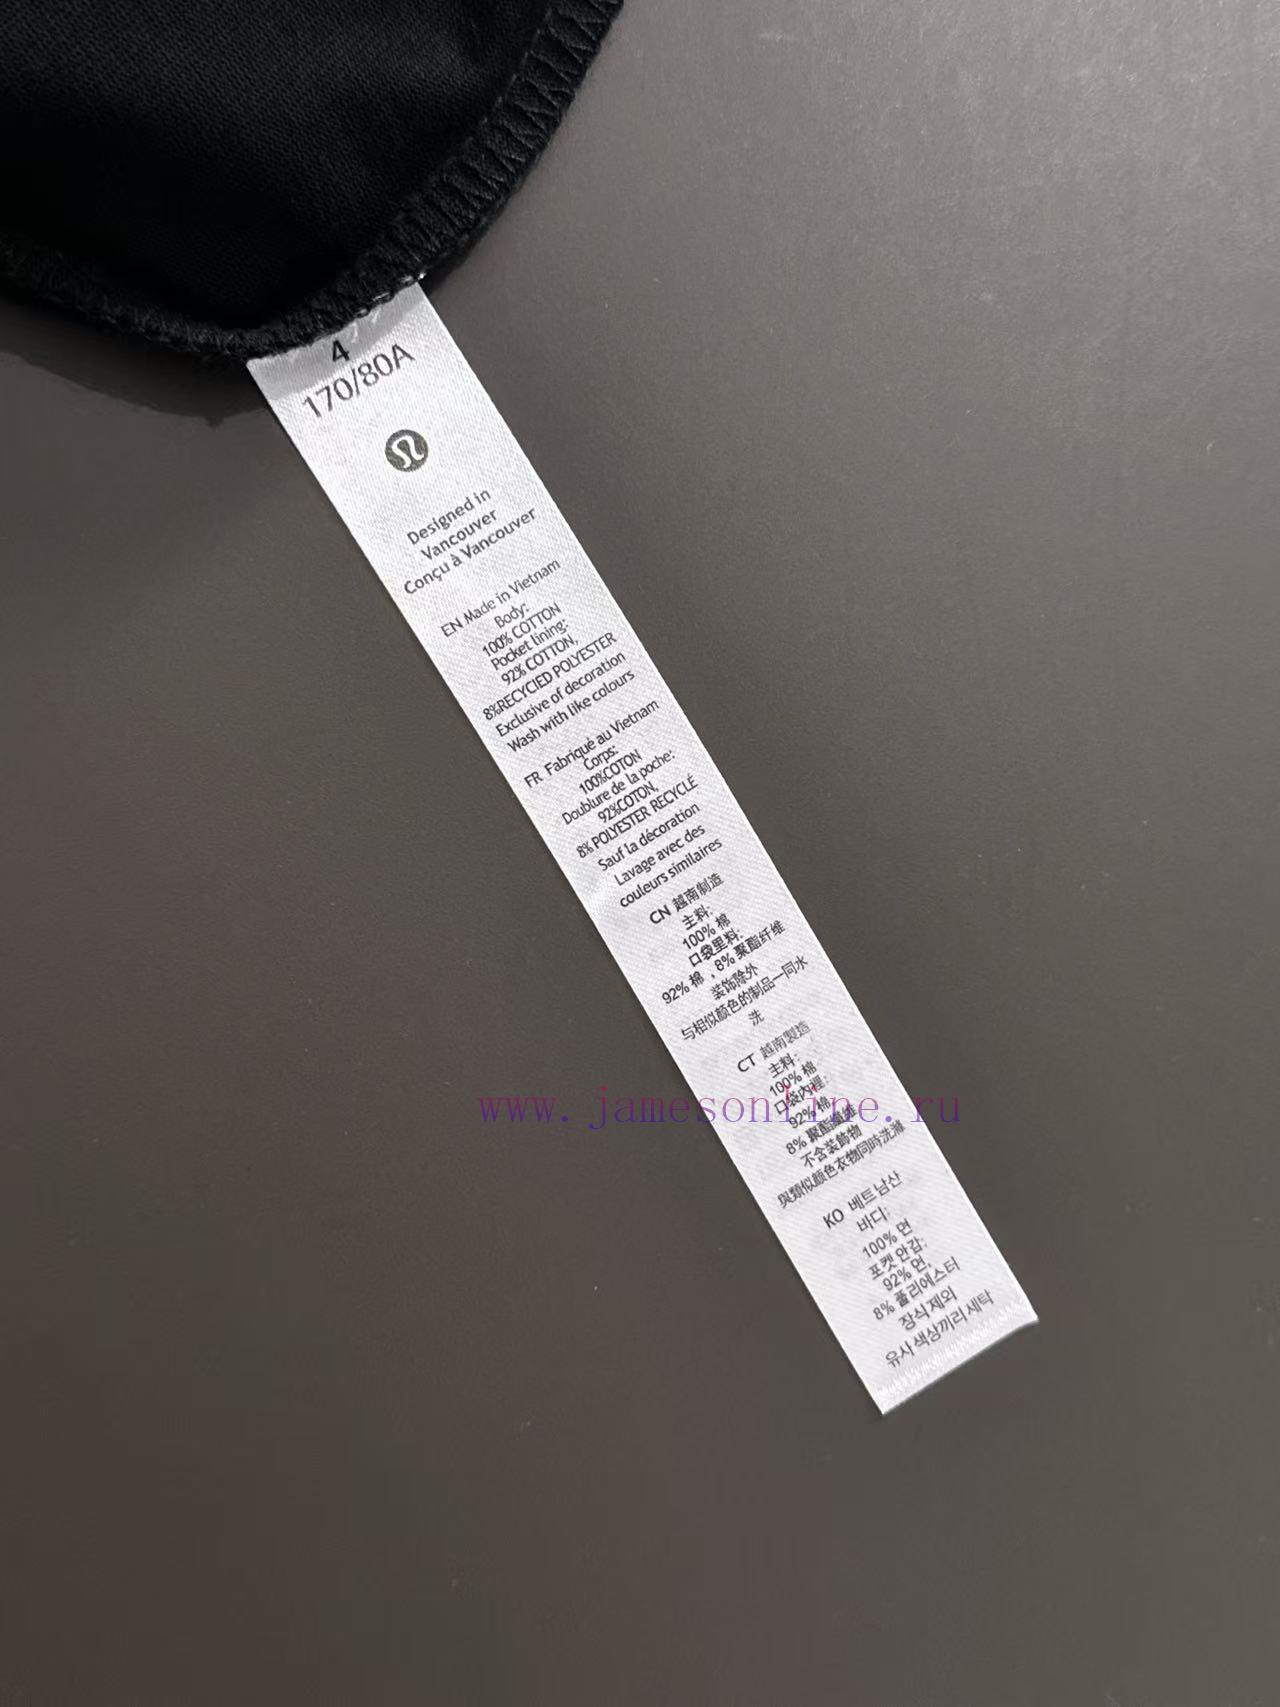 4
170/80A
Designed in
Vancouver
Conçu à Vancouver
EN Made in Vietnam
Body:
100% COTTON
Pocket lining:
92% COTTON,
8%RECYCIED POLYESTER
Exclusive of decoration
Wash with like colours
FR Fabriqué au Vietnam
Corps:
100%COTON
Doubiure de la poche:
92%COTON,
8% POLYESTER RECYCLÉ
Sauf la décoration
Lavage avec des
couleurs similaires
CN 越南制造
主料:
100% 棉
口袋里料:
92% 棉 , 8% 聚酯纤维
装饰除外
与相似颜色的制品一同水
洗
CT 越南製造
主料:
100% 棉
口袋內裡:
92% 棉
8% 聚酯纖維
不含装飾物
與類似顏色衣物同時洗滌
KO 베트남산
바디:
100% 면
포켓 안감:
92% 면,
8% 폴리에스터
장식 제외
유사 색상끼리 세탁
www.jamesonline.ru